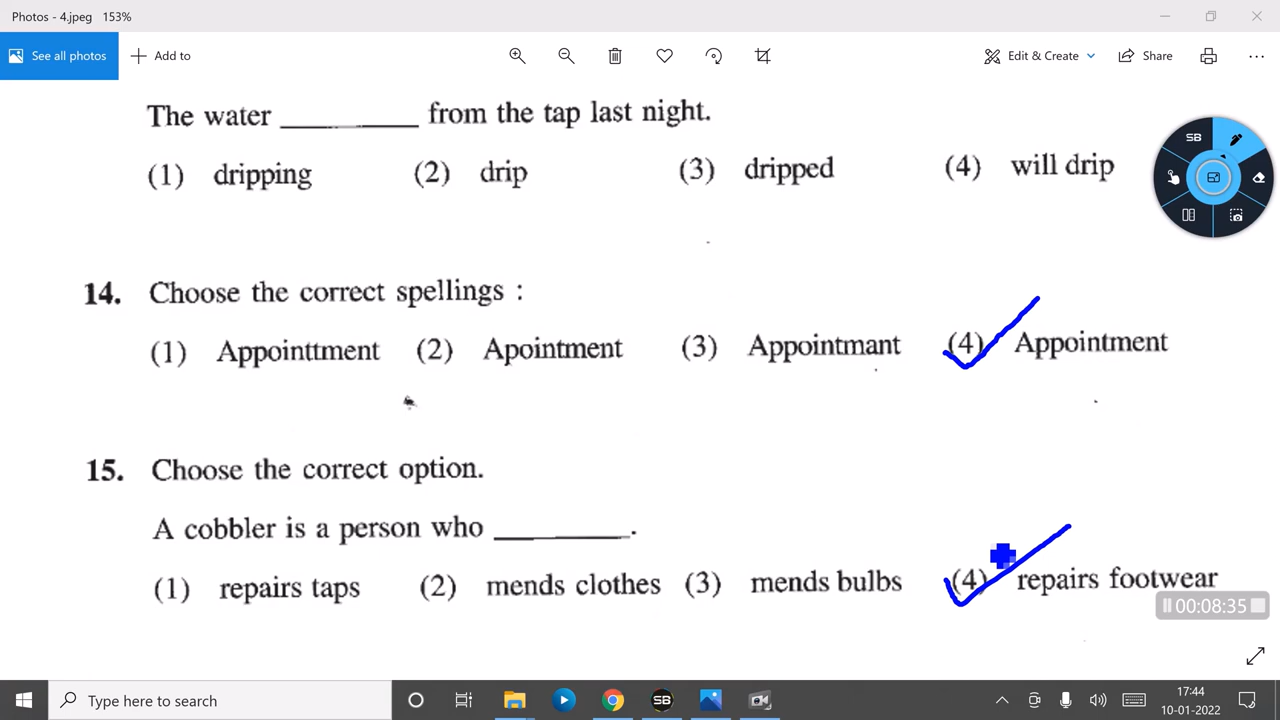 Photos - 4.jpeg 153%
See all photos
Add to
Edit & Create
Share
SB
The water __________ from the tap last night.
(1) dripping (2) drip (3) dripped (4) will drip
14. Choose the correct spellings :
(1) Appointtment (2) Apointment (3) Appointmant (4) Appointment
15. Choose the correct option.
A cobbler is a person who __________.
(1) repairs taps (2) mends clothes (3) mends bulbs (4) repairs footwear
00:08:35
Type here to search
SB
17:44
10-01-2022